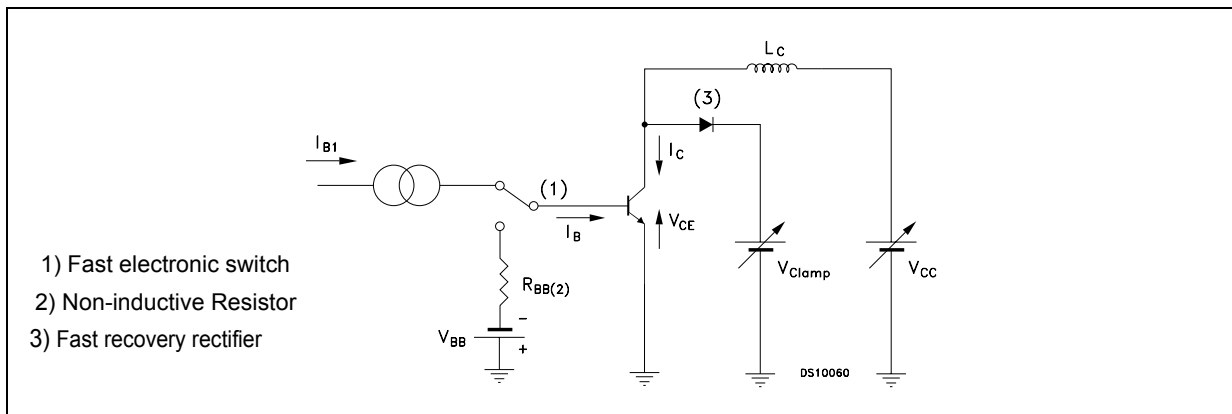 L C
(3)
I B1
I C
(1)
I B
V CE
V Clamp
V CC
1) Fast electronic switch
2) Non-inductive Resistor
3) Fast recovery rectifier
R BB(2)
-
V BB
+
DS10060